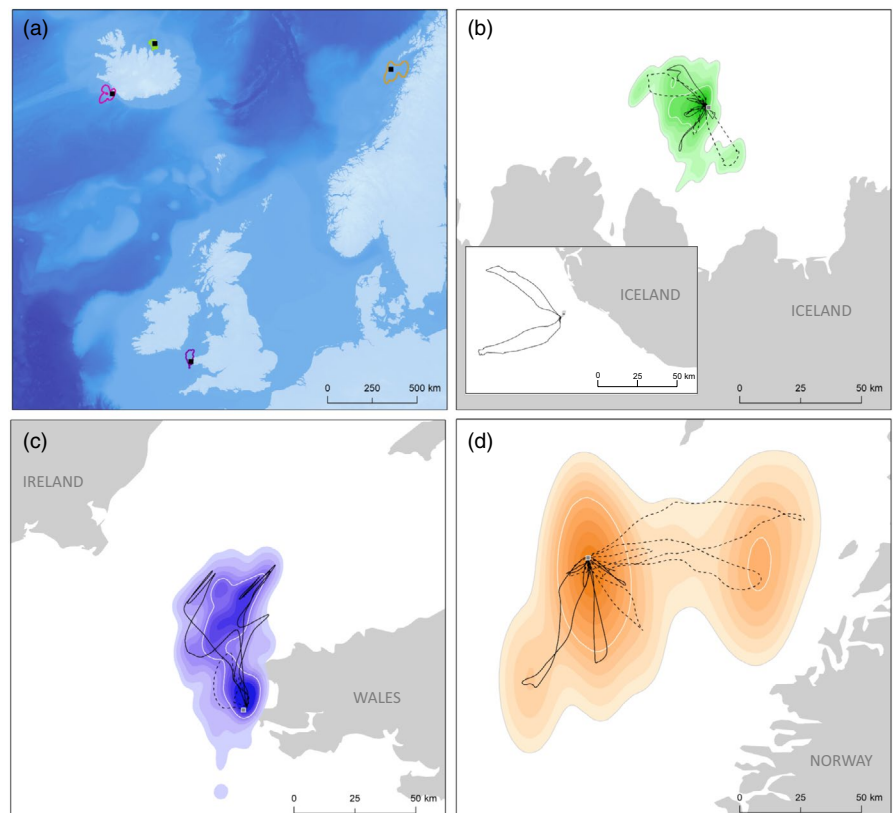 (a)
0 250 500 km
(b)
ICELAND
ICELAND
0 25 50 km
0 25 50 km
(c)
IRELAND
WALES
0 25 50 km
(d)
NORWAY
0 25 50 km